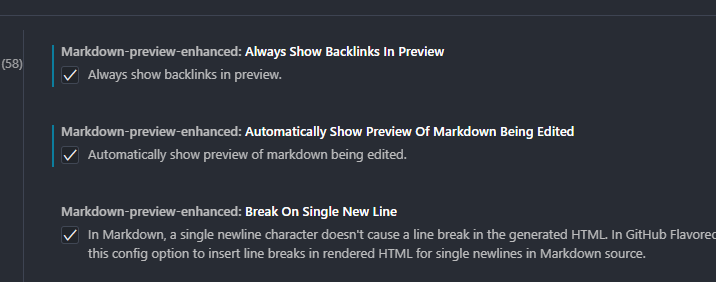 (58)
Markdown-preview-enhanced: Always Show Backlinks In Preview
Always show backlinks in preview.
Markdown-preview-enhanced: Automatically Show Preview Of Markdown Being Edited
Automatically show preview of markdown being edited.
Markdown-preview-enhanced: Break On Single New Line
In Markdown, a single newline character doesn't cause a line break in the generated HTML. In GitHub Flavored
this config option to insert line breaks in rendered HTML for single newlines in Markdown source.